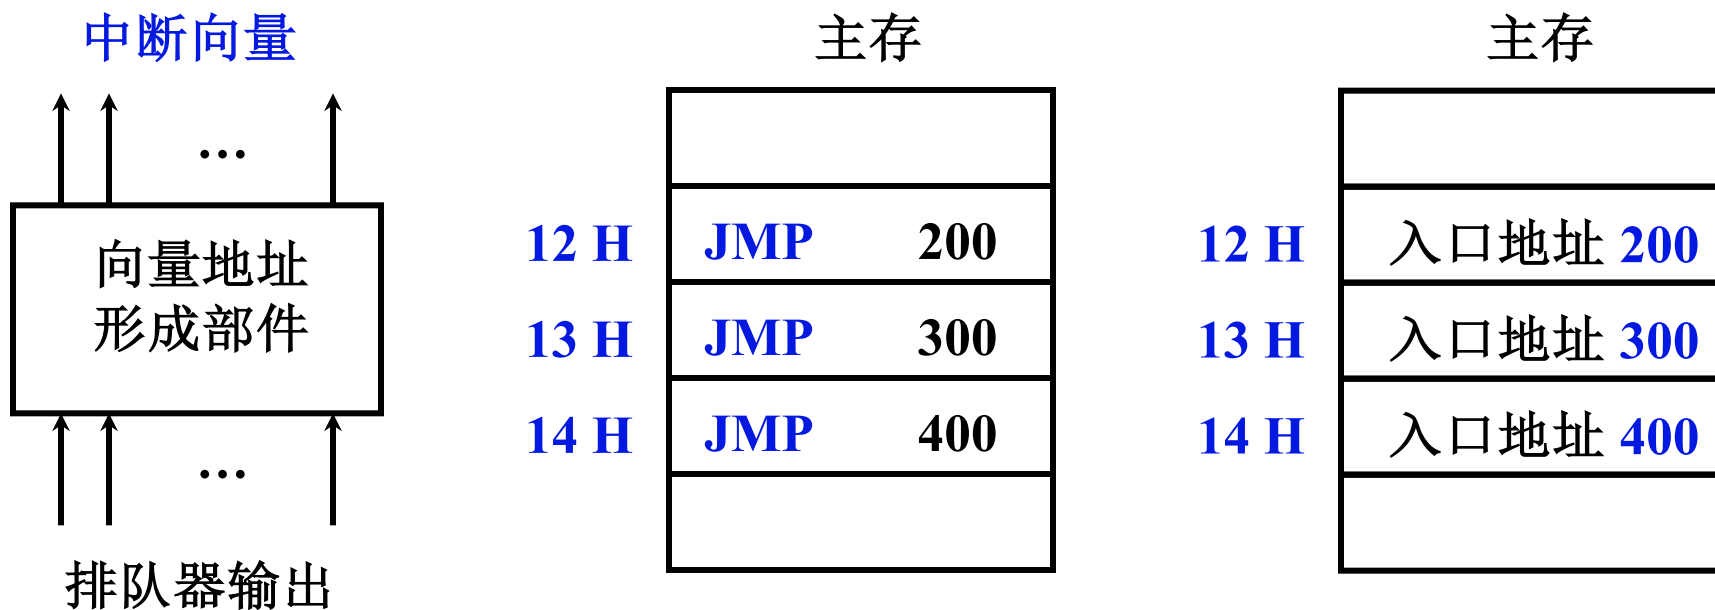 中断向量
…
向量地址
形成部件
…
排队器输出
主存
12 H JMP 200
13 H JMP 300
14 H JMP 400
主存
12 H 入口地址 200
13 H 入口地址 300
14 H 入口地址 400